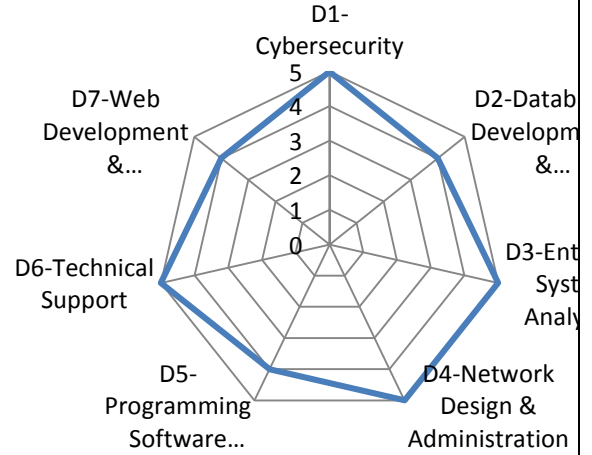 D1-
Cybersecurity
5
4
3
2
1
0
D2-Datab
Developm
&...
D3-Ent
Syst
Analy
D4-Network
Design &
Administration
D5-
Programming
Software...
D6-Technical
Support
D7-Web
Development
&...